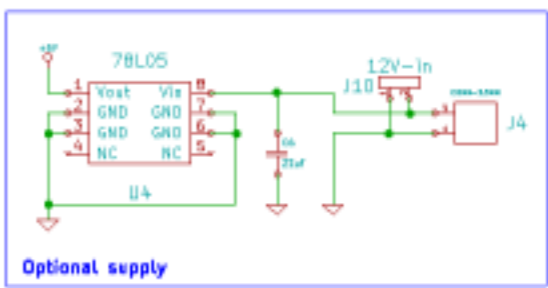 +5V
78L05
12V-in
1 Vout Vin 8
2 GND GND 7
3 GND GND 6
4 NC NC 5
J10
J4
U4
Optional supply